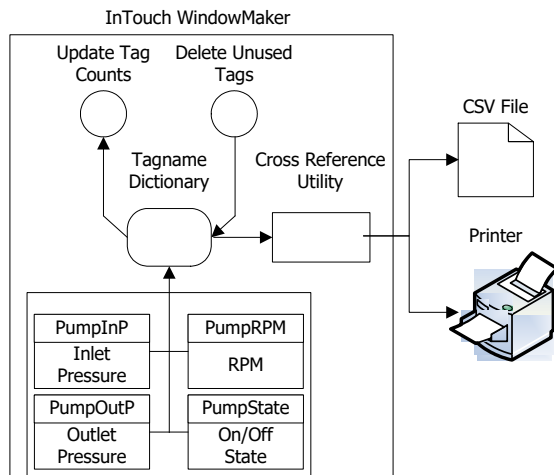 InTouch WindowMaker
Update Tag
Counts
Delete Unused
Tags
CSV File
Tagname
Dictionary
Cross Reference
Utility
Printer
PumpInP
Inlet
Pressure
PumpRPM
RPM
PumpOutP
Outlet
Pressure
PumpState
On/Off
State